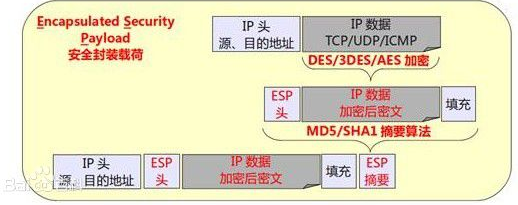 Encapsulated Security
Payload
安全封装载荷
IP 头
源、目的地址
IP 数据
TCP/UDP/ICMP
DES/3DES/AES 加密
ESP
头
IP 数据
加密后密文
填充
MD5/SHA1 摘要算法
IP 头
源、目的地址
ESP
头
IP 数据
加密后密文
填充
ESP
摘要